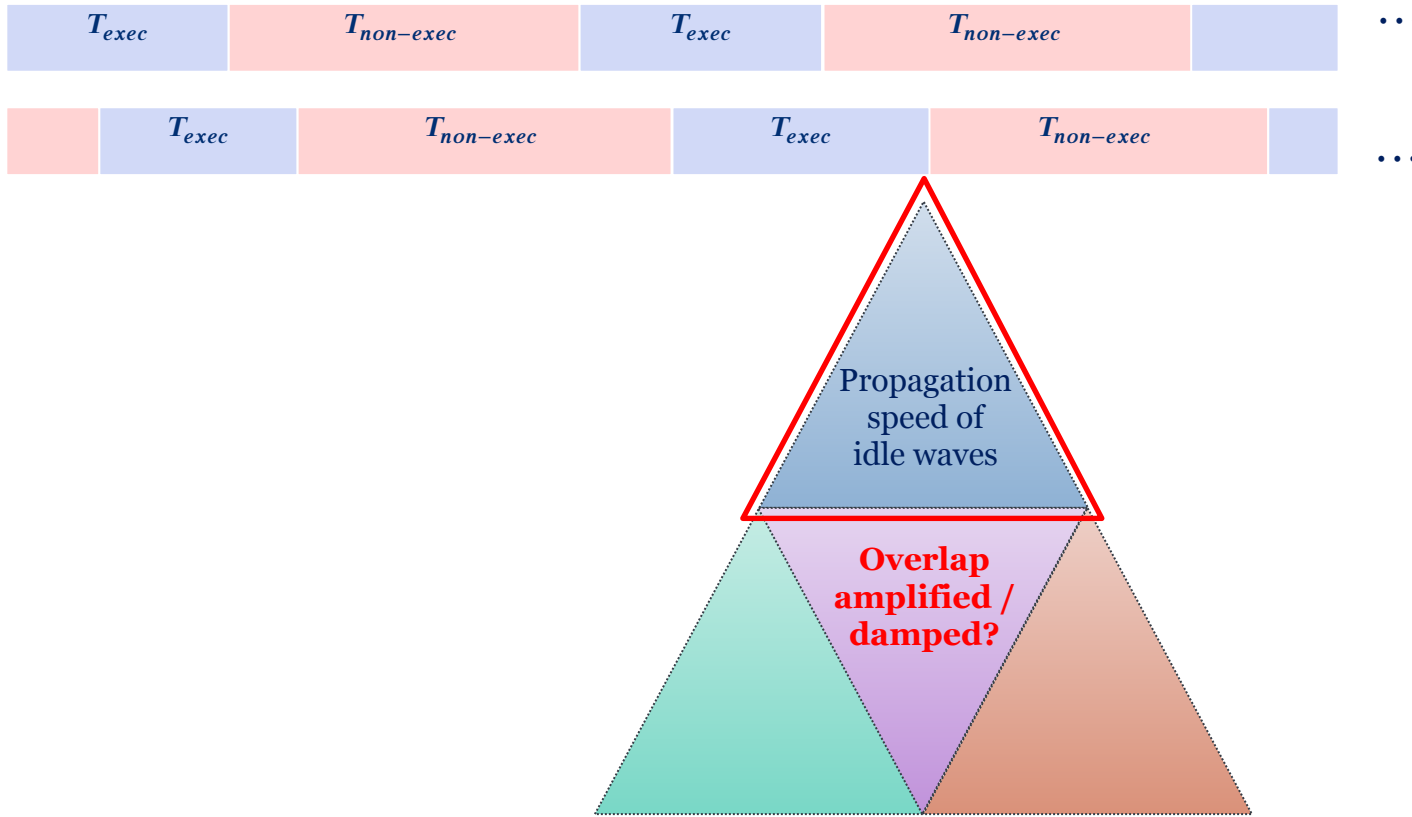 T_exec T_non−exec T_exec T_non−exec ...
T_exec T_non−exec T_exec T_non−exec ...
Propagation
speed of
idle waves
Overlap
amplified /
damped?